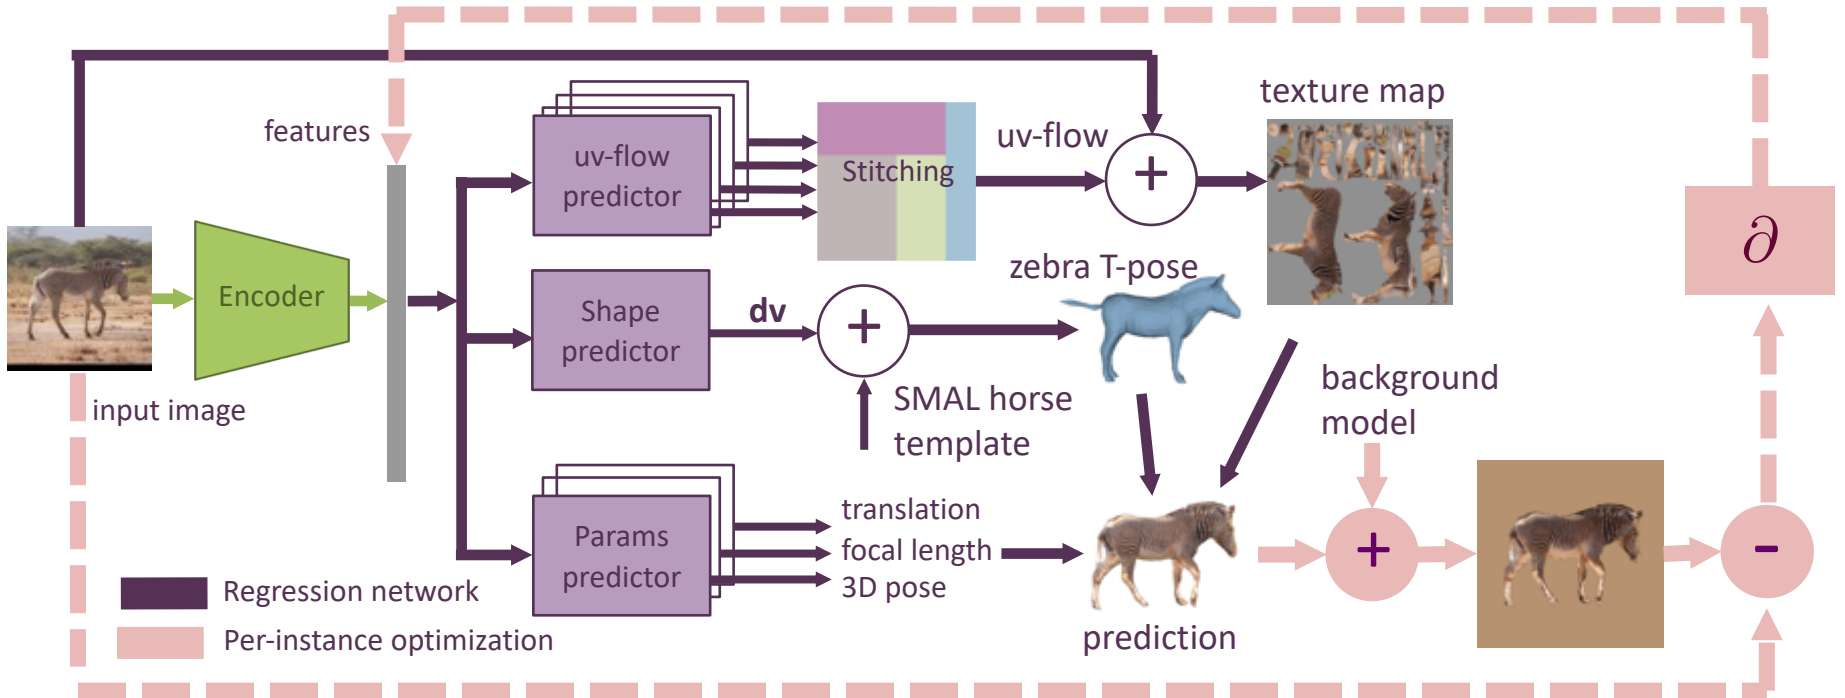 texture map
features
uv-flow
uv-flow
predictor
Stitching
+
∂
zebra T-pose
Encoder
Shape
predictor
dv
+
input image
SMAL horse
template
background
model
translation
focal length
3D pose
Params
predictor
+
-
Regression network
Per-instance optimization
prediction